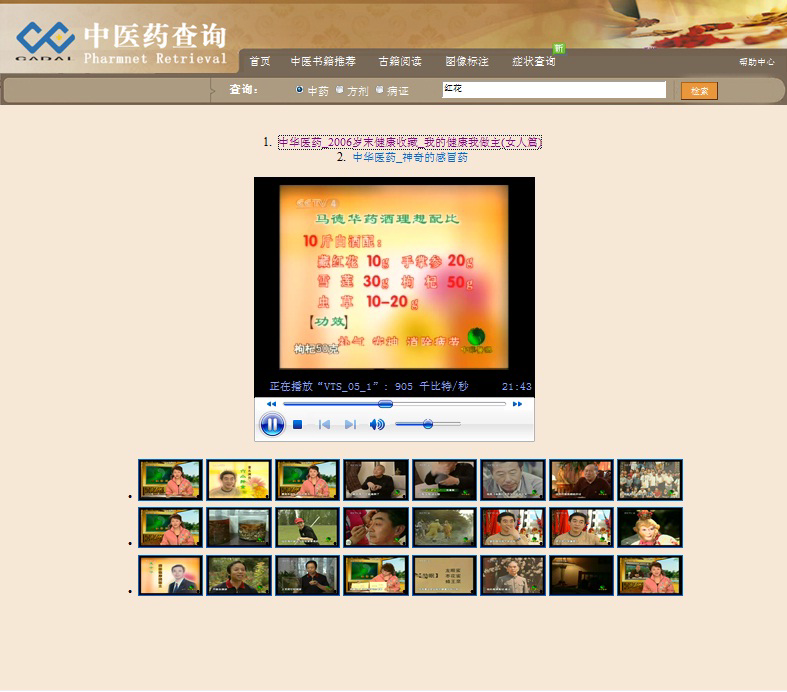 中医药查询
CADAL Pharmnet Retrieval
新
首页 中医书籍推荐 古籍阅读 图像标注 症状查询 帮助中心
查询: 中药 方剂 病证 红花 检索
1. 中华医药_2006岁末健康收藏_我的健康我做主(女人篇)
2. 中华医药_神奇的感冒药
CCTV/4
马德华药酒理想配比
10斤白酒配:
藏红花 10g 手掌参 20g
雪莲 30g 枸杞 50g
虫草 10-20g
【功效】
补气 消除疲劳
枸杞50克
正在播放“VTS_05_1”: 905 千比特/秒 21:43